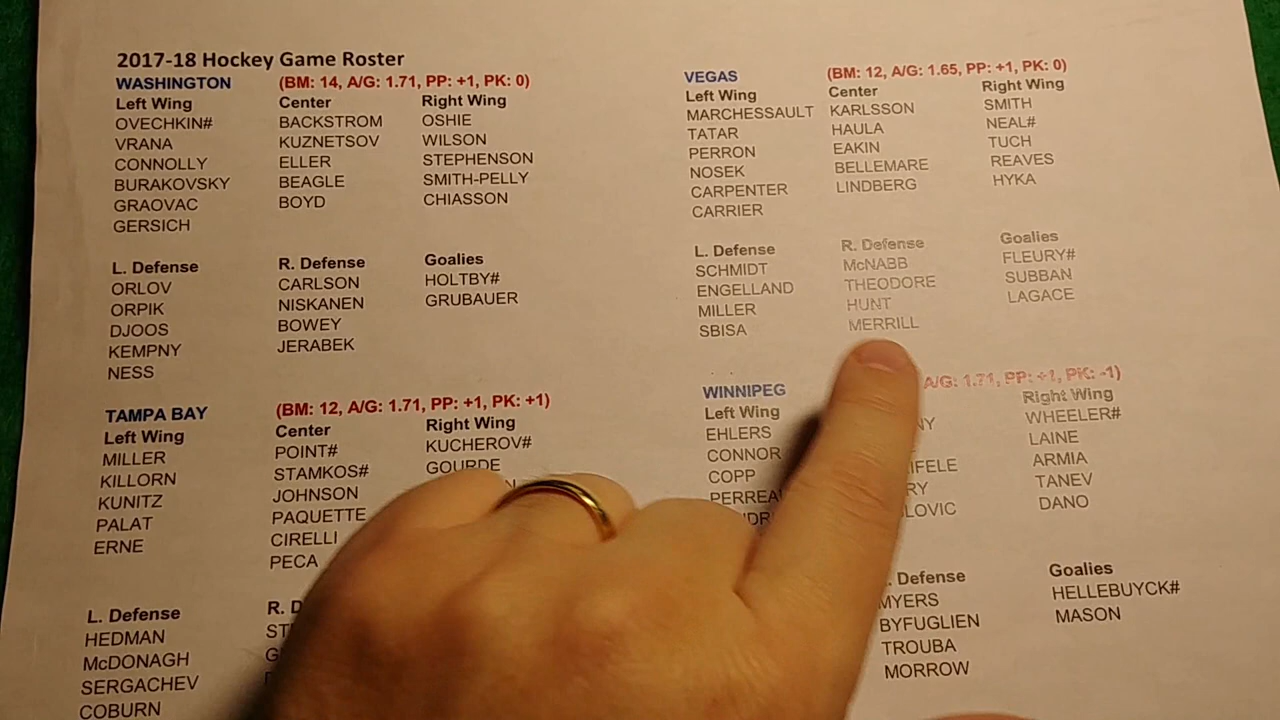 2017-18 Hockey Game Roster
WASHINGTON (BM: 14, A/G: 1.71, PP: +1, PK: 0)
Left Wing Center Right Wing
OVECHKIN# BACKSTROM OSHIE
VRANA KUZNETSOV WILSON
CONNOLLY ELLER STEPHENSON
BURAKOVSKY BEAGLE SMITH-PELLY
GRAOVAC BOYD CHIASSON
GERSICH
L. Defense R. Defense Goalies
ORLOV CARLSON HOLTBY#
ORPIK NISKANEN GRUBAUER
DJOOS BOWEY
KEMPNY JERABEK
NESS
TAMPA BAY (BM: 12, A/G: 1.71, PP: +1, PK: +1)
Left Wing Center Right Wing
MILLER POINT# KUCHEROV#
KILLORN STAMKOS# GOURDE
KUNITZ JOHNSON
PALAT PAQUETTE
ERNE CIRELLI
PECA
L. Defense R.
HEDMAN
McDONAGH
SERGACHEV
COBURN
VEGAS (BM: 12, A/G: 1.65, PP: +1, PK: 0)
Left Wing Center Right Wing
MARCHESSAULT KARLSSON SMITH
TATAR HAULA NEAL#
PERRON EAKIN TUCH
NOSEK BELLEMARE REAVES
CARPENTER LINDBERG HYKA
CARRIER
L. Defense R. Defense Goalies
SCHMIDT McNABB FLEURY#
ENGELLAND THEODORE SUBBAN
MILLER HUNT LAGACE
SBISA MERRILL
WINNIPEG A/G: 1.71, PP: +1, PK: -1)
Left Wing Right Wing
EHLERS WHEELER#
CONNOR LAINE
COPP ARMIA
TANEV
DANO
Defense Goalies
MYERS HELLEBUYCK#
BYFUGLIEN MASON
TROUBA
MORROW